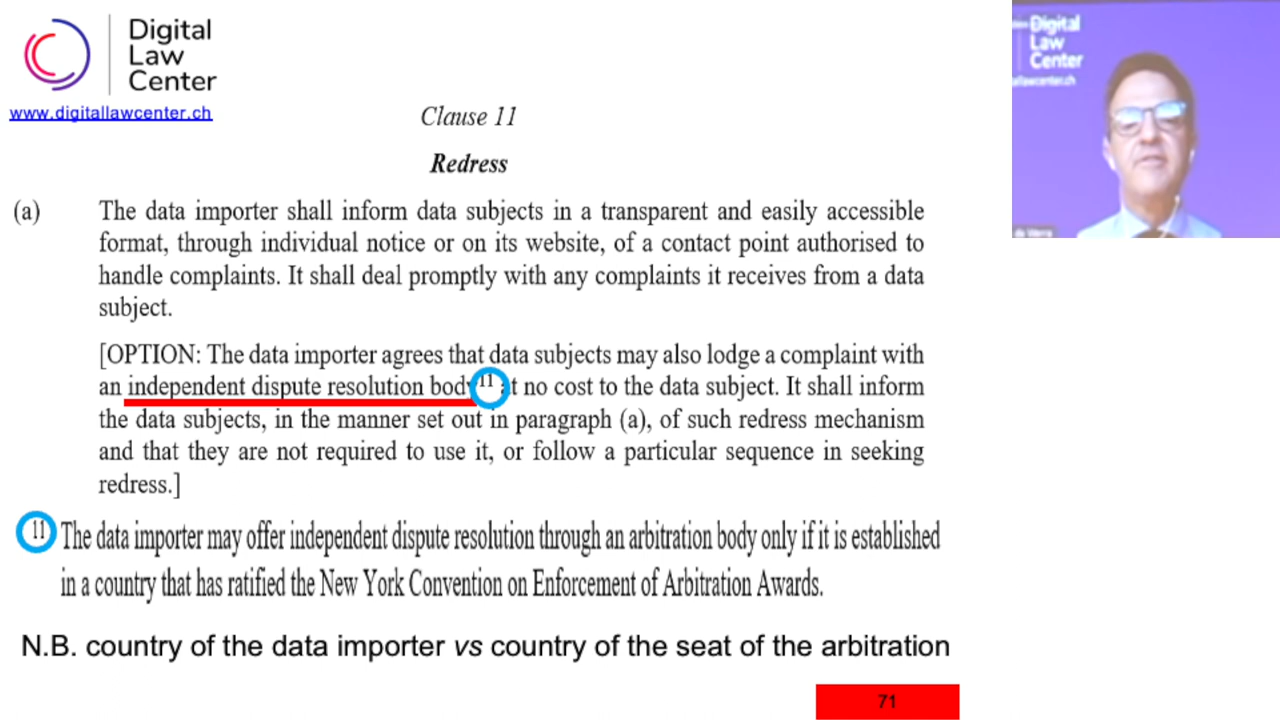 Digital
Law
Center
www.digitallawcenter.ch
Clause 11
Redress
(a) The data importer shall inform data subjects in a transparent and easily accessible
format, through individual notice or on its website, of a contact point authorised to
handle complaints. It shall deal promptly with any complaints it receives from a data
subject.
[OPTION: The data importer agrees that data subjects may also lodge a complaint with
an independent dispute resolution body 11 at no cost to the data subject. It shall inform
the data subjects, in the manner set out in paragraph (a), of such redress mechanism
and that they are not required to use it, or follow a particular sequence in seeking
redress.]
11 The data importer may offer independent dispute resolution through an arbitration body only if it is established
in a country that has ratified the New York Convention on Enforcement of Arbitration Awards.
N.B. country of the data importer vs country of the seat of the arbitration
71
Digital
Law
Center